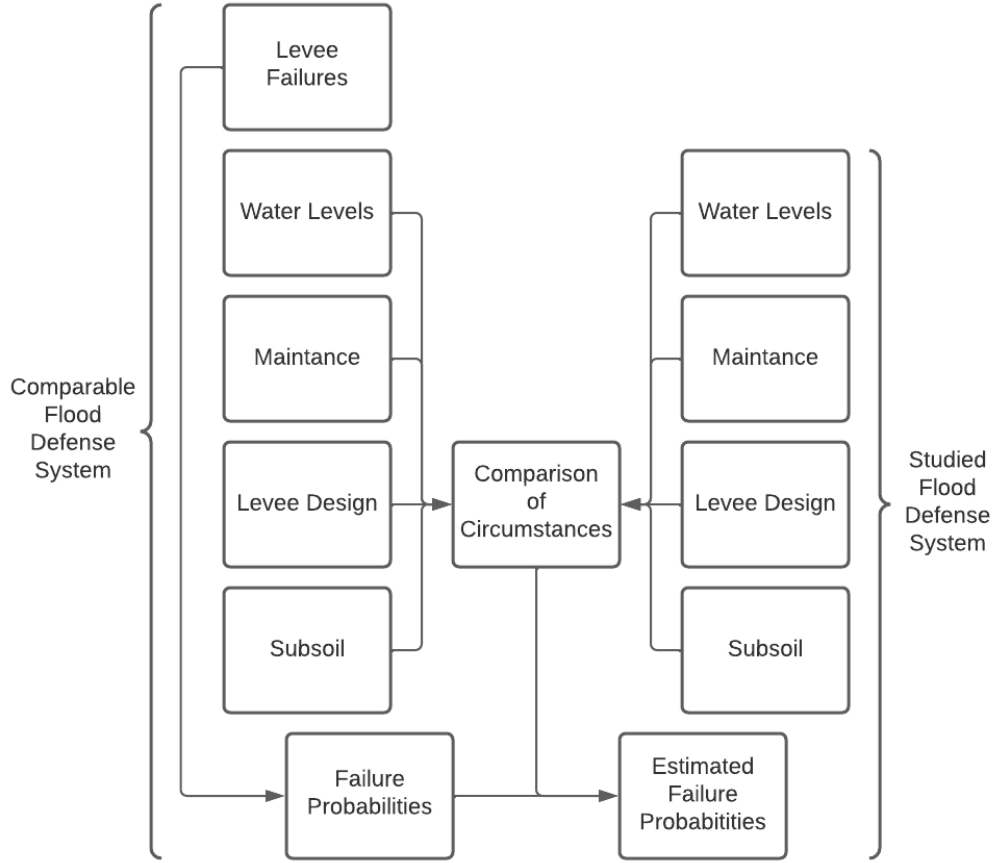 Levee
Failures
Water Levels
Water Levels
Maintance
Maintance
Comparable
Flood
Defense
System
Levee Design
Comparison
of
Circumstances
Levee Design
Studied
Flood
Defense
System
Subsoil
Subsoil
Failure
Probabilities
Estimated
Failure
Probabitities